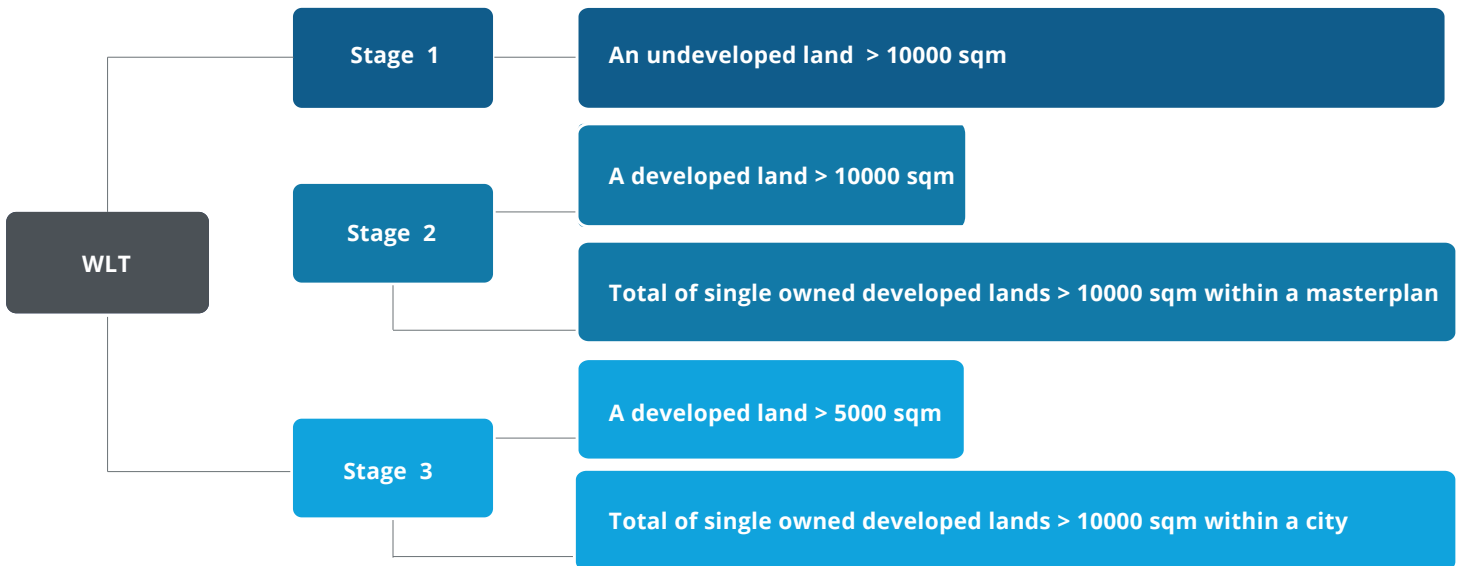 WLT
Stage 1
An undeveloped land > 10000 sqm
Stage 2
A developed land > 10000 sqm
Total of single owned developed lands > 10000 sqm within a masterplan
Stage 3
A developed land > 5000 sqm
Total of single owned developed lands > 10000 sqm within a city